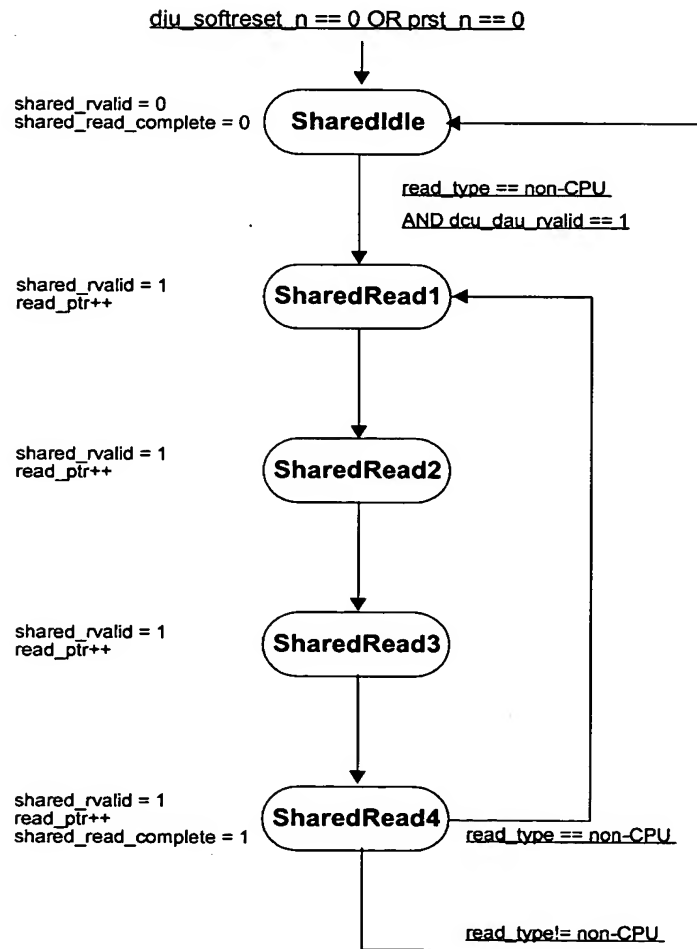 diu_softreset_n == 0 OR prst_n == 0
shared_rvalid = 0
shared_read_complete = 0
SharedIdle
read_type == non-CPU
AND dcu_dau_rvalid == 1
shared_rvalid = 1
read_ptr++
SharedRead1
shared_rvalid = 1
read_ptr++
SharedRead2
shared_rvalid = 1
read_ptr++
SharedRead3
shared_rvalid = 1
read_ptr++
shared_read_complete = 1
SharedRead4
read_type == non-CPU
read_type!= non-CPU